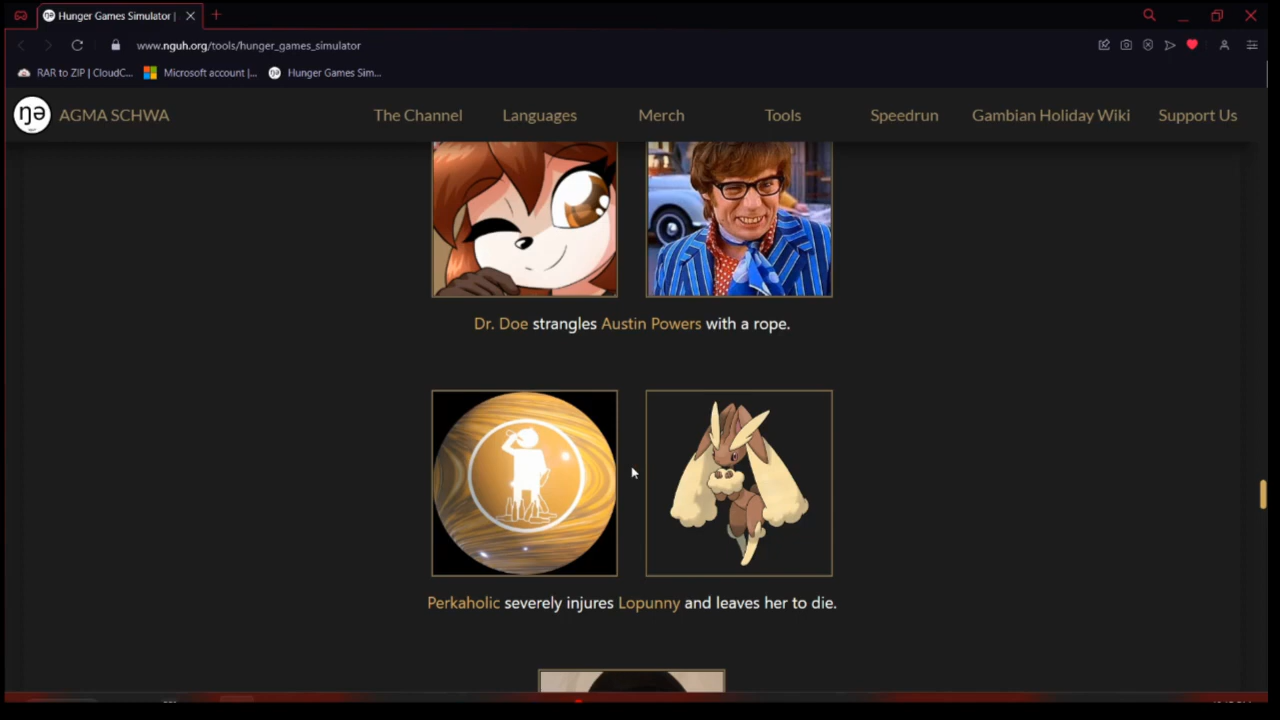 Hunger Games Simulator |
www.nguh.org/tools/hunger_games_simulator
RAR to ZIP | CloudC... Microsoft account |... Hunger Games Sim...
ŋə AGMA SCHWA The Channel Languages Merch Tools Speedrun Gambian Holiday Wiki Support Us
Dr. Doe strangles Austin Powers with a rope.
Perkaholic severely injures Lopunny and leaves her to die.